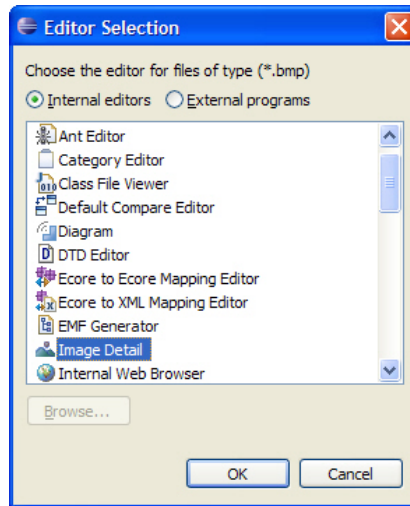 Editor Selection
Choose the editor for files of type (*.bmp)
Internal editors External programs
Ant Editor
Category Editor
Class File Viewer
Default Compare Editor
Diagram
DTD Editor
Ecore to Ecore Mapping Editor
Ecore to XML Mapping Editor
EMF Generator
Image Detail
Internal Web Browser
Browse...
OK Cancel